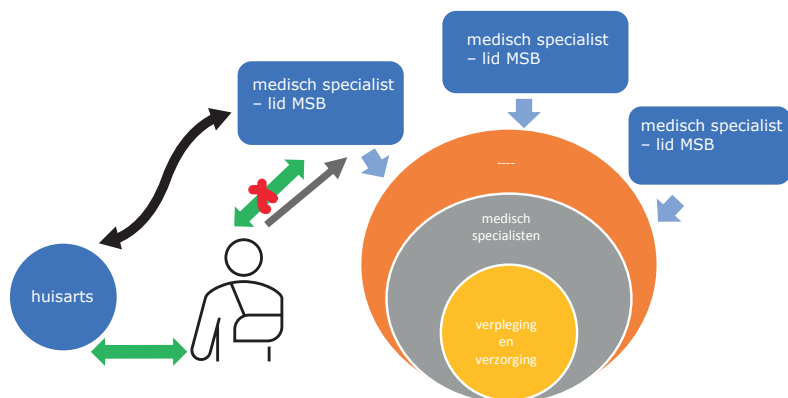 medisch specialist
– lid MSB
medisch specialist
– lid MSB
medisch specialist
– lid MSB
----
medisch
specialisten
huisarts
verpleging
en
verzorging